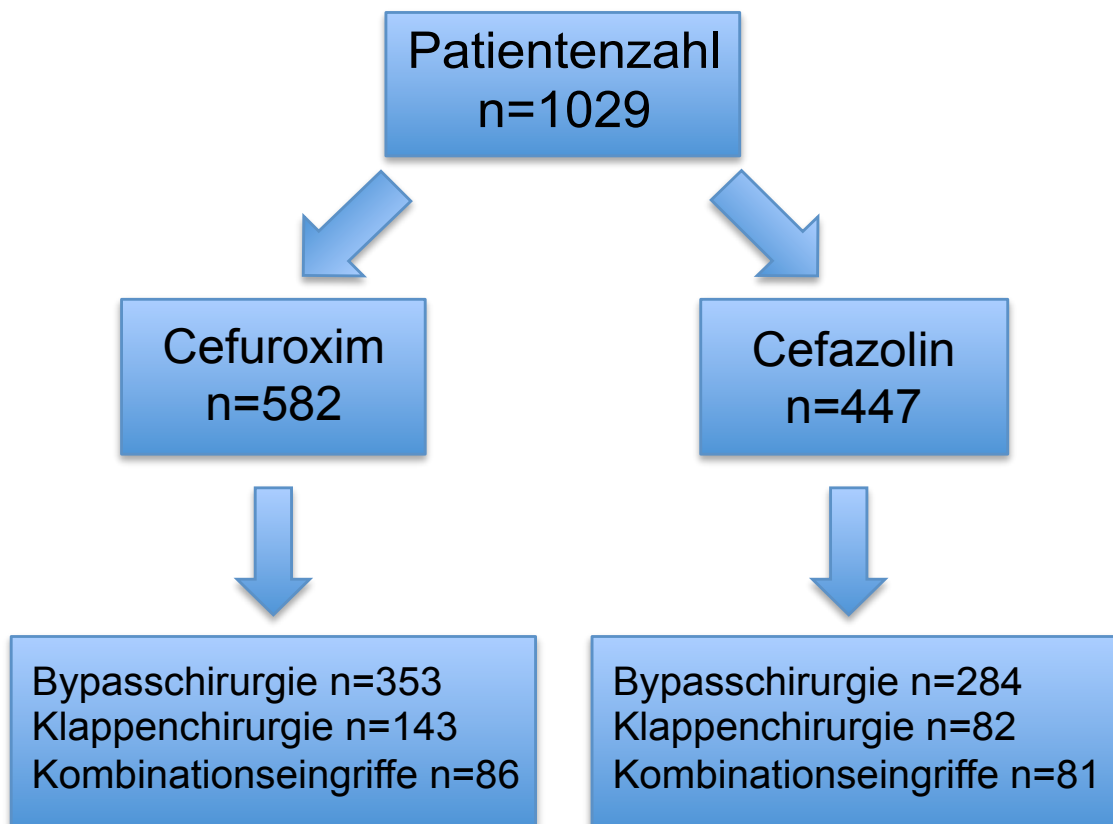 Patientenzahl
n=1029
Cefuroxim
n=582
Cefazolin
n=447
Bypasschirurgie n=353
Klappenchirurgie n=143
Kombinationseingriffe n=86
Bypasschirurgie n=284
Klappenchirurgie n=82
Kombinationseingriffe n=81